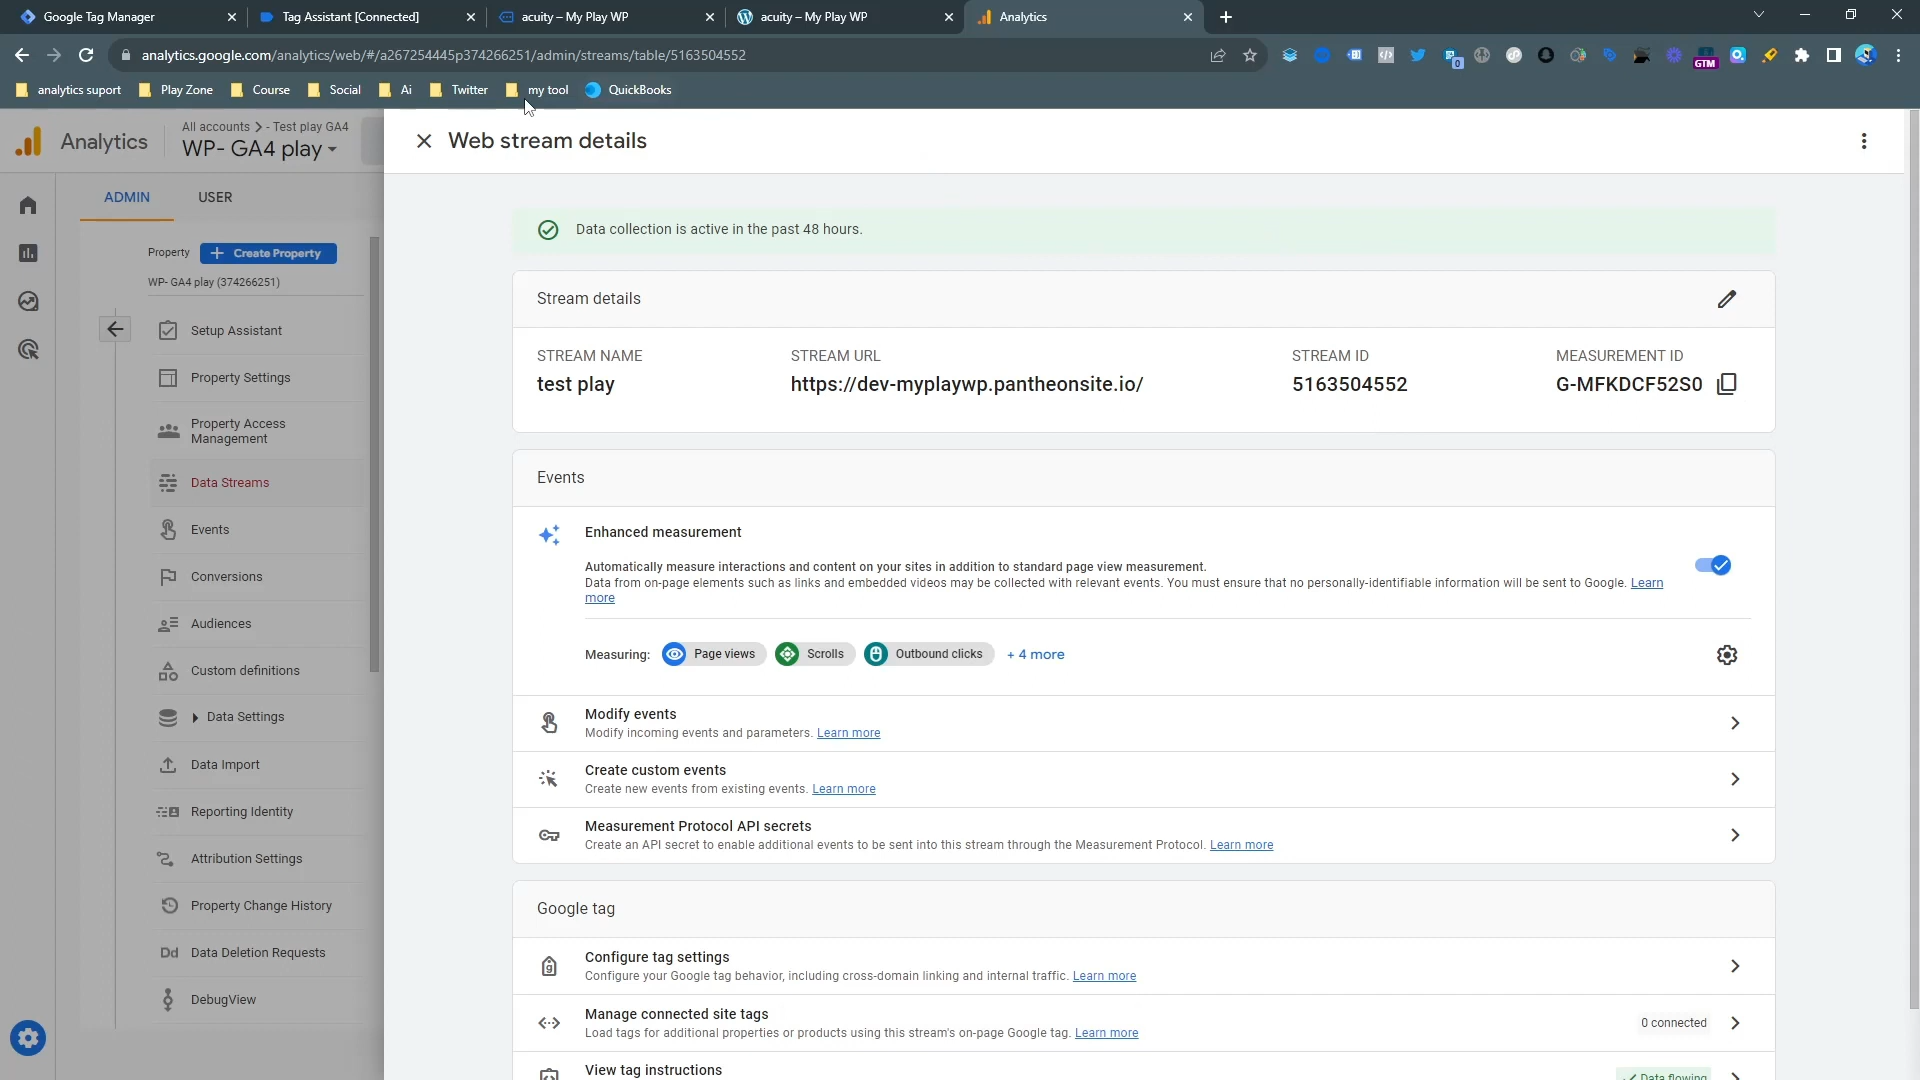 Google Tag Manager
Tag Assistant [Connected]
acuity – My Play WP
acuity – My Play WP
Analytics
analytics.google.com/analytics/web/#/a267254445p374266251/admin/streams/table/5163504552
0
GTM
analytics suport
Play Zone
Course
Social
Ai
Twitter
my tool
QuickBooks
Analytics
All accounts > - Test play GA4
WP- GA4 play
Web stream details
ADMIN
USER
Property
Create Property
WP- GA4 play (374266251)
Setup Assistant
Property Settings
Property Access
Management
Data Streams
Events
Conversions
Audiences
Custom definitions
Data Settings
Data Import
Reporting Identity
Attribution Settings
Property Change History
Dd Data Deletion Requests
DebugView
Data collection is active in the past 48 hours.
Stream details
STREAM NAME
test play
STREAM URL
https://dev-myplaywp.pantheonsite.io/
STREAM ID
5163504552
MEASUREMENT ID
G-MFKDCF52S0
Events
Enhanced measurement
Automatically measure interactions and content on your sites in addition to standard page view measurement.
Data from on-page elements such as links and embedded videos may be collected with relevant events. You must ensure that no personally-identifiable information will be sent to Google. Learn
more
Measuring: Page views Scrolls Outbound clicks + 4 more
Modify events
Modify incoming events and parameters. Learn more
Create custom events
Create new events from existing events. Learn more
Measurement Protocol API secrets
Create an API secret to enable additional events to be sent into this stream through the Measurement Protocol. Learn more
Google tag
Configure tag settings
Configure your Google tag behavior, including cross-domain linking and internal traffic. Learn more
Manage connected site tags
Load tags for additional properties or products using this stream's on-page Google tag. Learn more
0 connected
View tag instructions
Data flowing